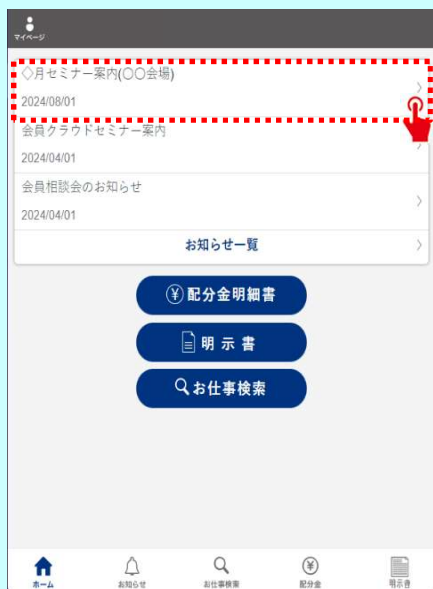 マイページ
◇月セミナー案内(〇〇会場)
2024/08/01
会員クラウドセミナー案内
2024/04/01
会員相談会のお知らせ
2024/04/01
お知らせ一覧
配分金明細書
明示書
お仕事検索
ホーム
お知らせ
お仕事検索
配分金
明示書